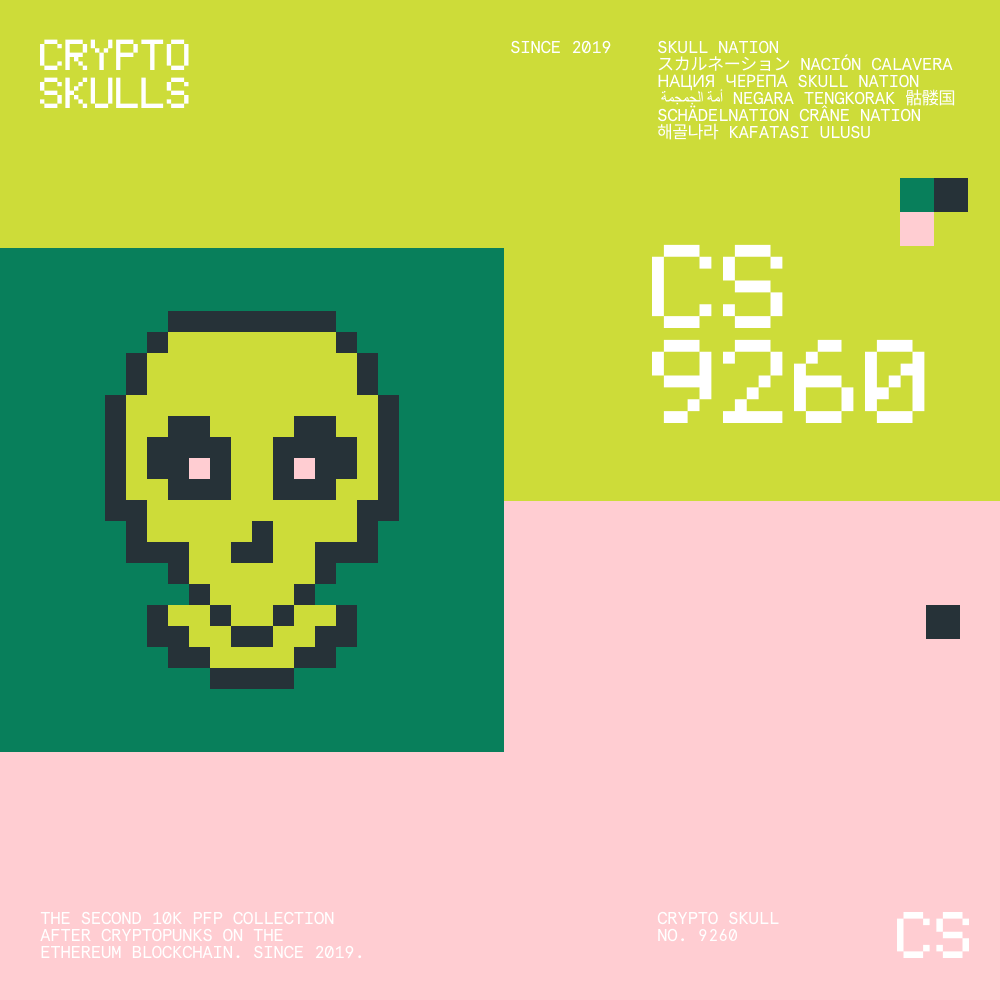 CRYPTO
SKULLS
SINCE 2019
SKULL NATION
スカルネーション NACIÓN CALAVERA
НАЦИЯ ЧЕРЕПА SKULL NATION
أمة الجمجمة NEGARA TENGKORAK 骷髅国
SCHÄDELNATION CRÂNE NATION
해골나라 KAFATASI ULUSU
CS
9260
THE SECOND 10K PFP COLLECTION
AFTER CRYPTOPUNKS ON THE
ETHEREUM BLOCKCHAIN. SINCE 2019.
CRYPTO SKULL
NO. 9260
CS